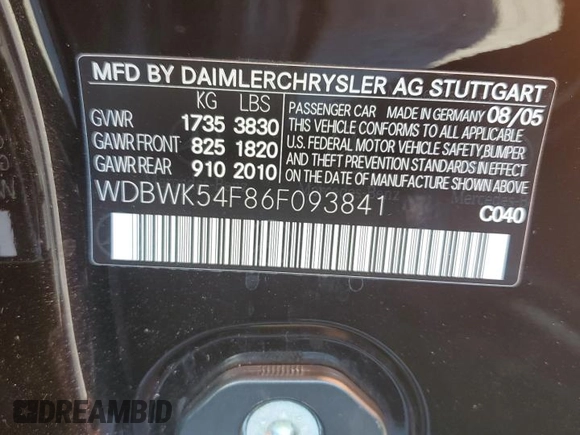 MFD BY DAIMLERCHRYSLER AG STUTTGART
KG LBS
GVWR 1735 3830
GAWR FRONT 825 1820
GAWR REAR 910 2010
PASSENGER CAR MADE IN GERMANY 08/05
THIS VEHICLE CONFORMS TO ALL APPLICABLE
U.S. FEDERAL MOTOR VEHICLE SAFETY, BUMPER
AND THEFT PREVENTION STANDARDS IN EFFECT
ON THE DATE OF MANUFACTURE SHOWN ABOVE
WDBWK54F86F093841
C040
DREAMBID